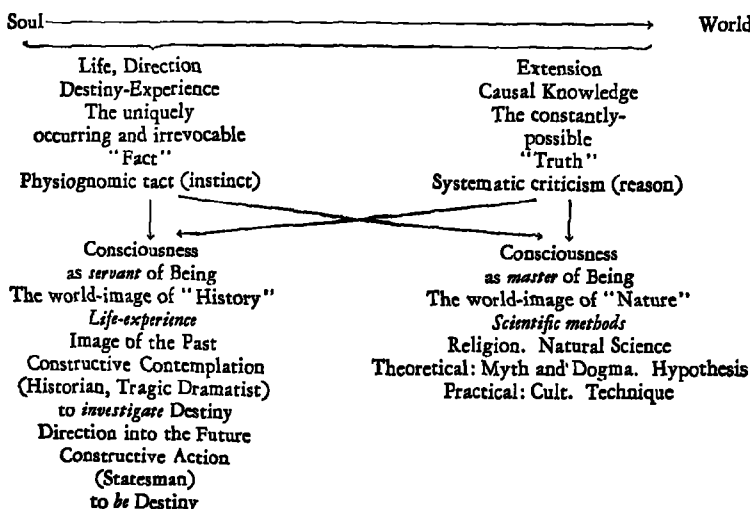 Soul World
Life, Direction
Destiny-Experience
The uniquely
occurring and irrevocable
"Fact"
Physiognomic tact (instinct)
Extension
Causal Knowledge
The constantly-
possible
"Truth"
Systematic criticism (reason)
Consciousness
as servant of Being
The world-image of "History"
Life-experience
Image of the Past
Constructive Contemplation
(Historian, Tragic Dramatist)
to investigate Destiny
Direction into the Future
Constructive Action
(Statesman)
to be Destiny
Consciousness
as master of Being
The world-image of "Nature"
Scientific methods
Religion. Natural Science
Theoretical: Myth and Dogma. Hypothesis
Practical: Cult. Technique